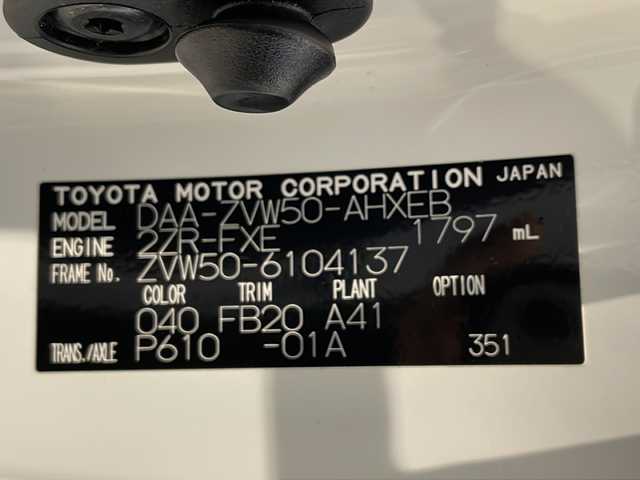 TOYOTA MOTOR CORPORATION JAPAN
MODEL DAA-ZVW50-AHXEB
ENGINE 2ZR-FXE 1797 mL
FRAME No. ZVW50-6104137
COLOR TRIM PLANT OPTION
040 FB20 A41
TRANS./AXLE P610 -01A 351